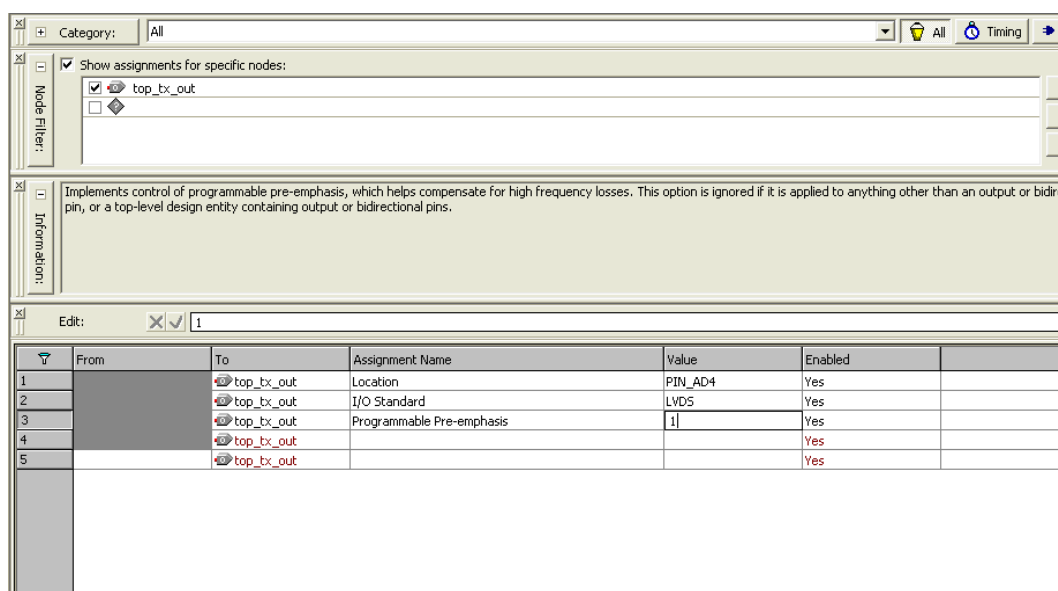 Category: All All Timing
Show assignments for specific nodes:
top_tx_out
Node Filter:
Implements control of programmable pre-emphasis, which helps compensate for high frequency losses. This option is ignored if it is applied to anything other than an output or bidir
pin, or a top-level design entity containing output or bidirectional pins.
Information:
Edit: 1
From To Assignment Name Value Enabled
1 top_tx_out Location PIN_AD4 Yes
2 top_tx_out I/O Standard LVDS Yes
3 top_tx_out Programmable Pre-emphasis 1 Yes
4 top_tx_out Yes
5 top_tx_out Yes